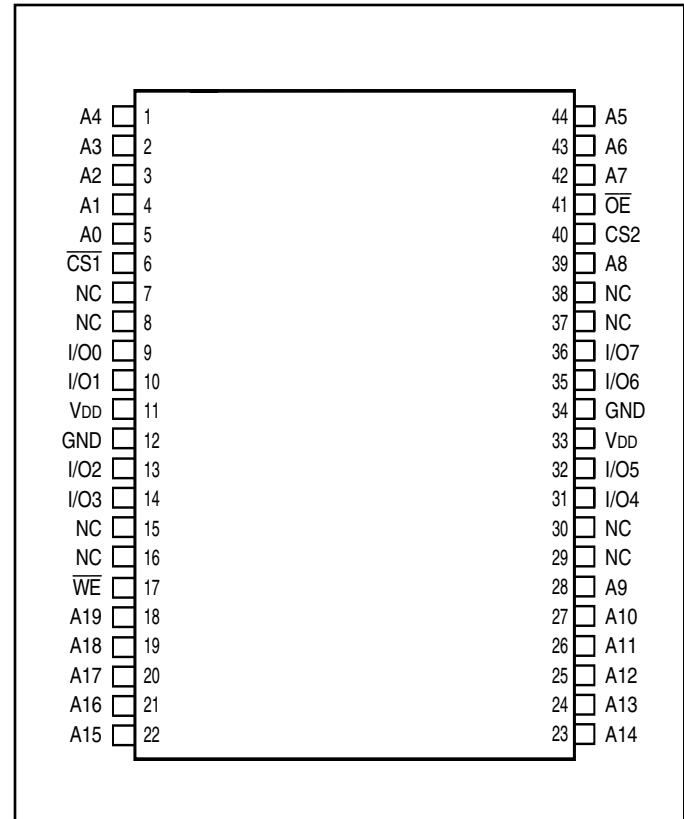 A4 1 44 A5
A3 2 43 A6
A2 3 42 A7
A1 4 41 O̅E̅
A0 5 40 CS2
C̅S̅1̅ 6 39 A8
NC 7 38 NC
NC 8 37 NC
I/O0 9 36 I/O7
I/O1 10 35 I/O6
VDD 11 34 GND
GND 12 33 VDD
I/O2 13 32 I/O5
I/O3 14 31 I/O4
NC 15 30 NC
NC 16 29 NC
W̅E̅ 17 28 A9
A19 18 27 A10
A18 19 26 A11
A17 20 25 A12
A16 21 24 A13
A15 22 23 A14